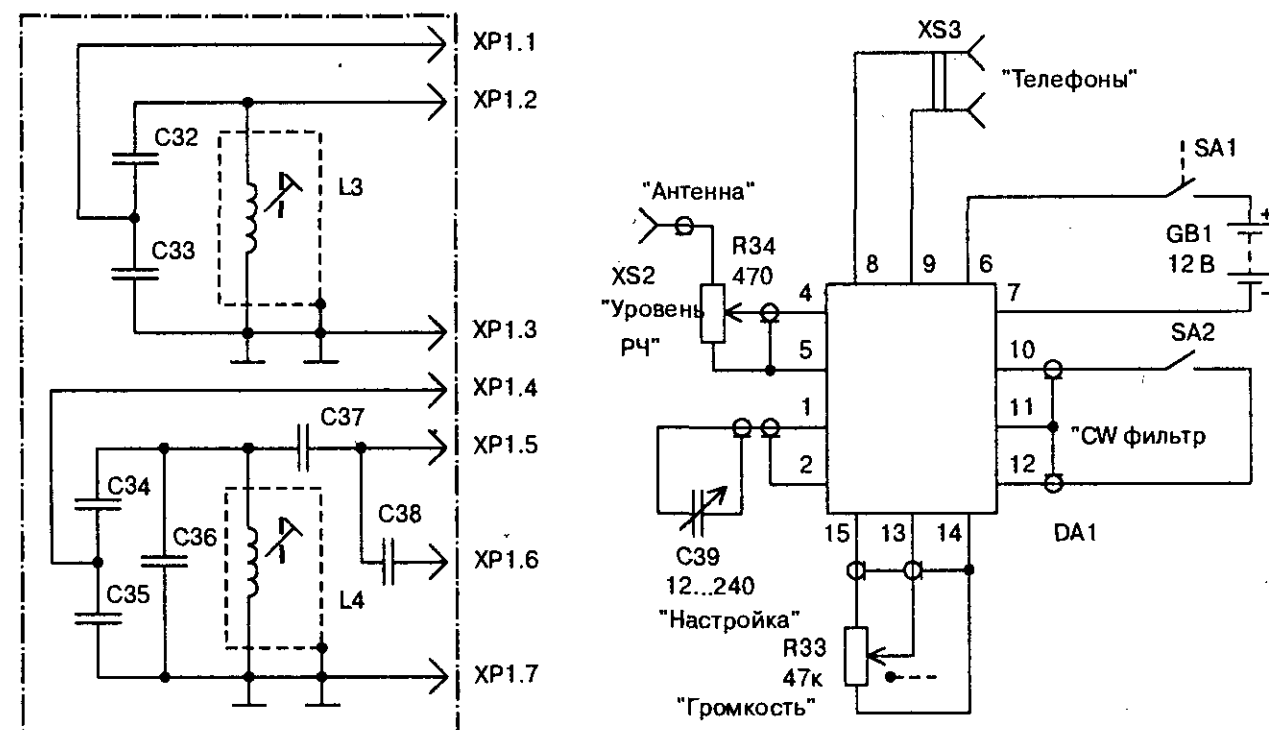 XP1.1
XP1.2
C32
L3
C33
XP1.3
XP1.4
C37
XP1.5
C34
C38
C36
XP1.6
C35
L4
XP1.7
XS3
"Телефоны"
SA1
"Антенна"
+
R34
GB1
470
8
9
6
12 В
XS2
4
7
−
"Уровень
РЧ"
5
10
SA2
1
11
"CW фильтр
2
12
15
13
14
DA1
C39
12...240
"Настройка"
R33
47к
"Громкость"